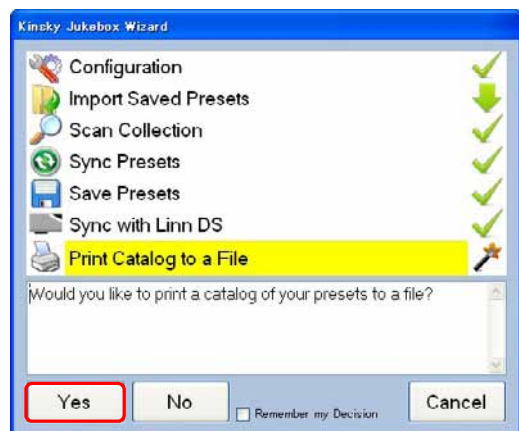 Kinsky Jukebox Wizard
Configuration
Import Saved Presets
Scan Collection
Sync Presets
Save Presets
Sync with Linn DS
Print Catalog to a File
Would you like to print a catalog of your presets to a file?
Yes No Remember my Decision Cancel